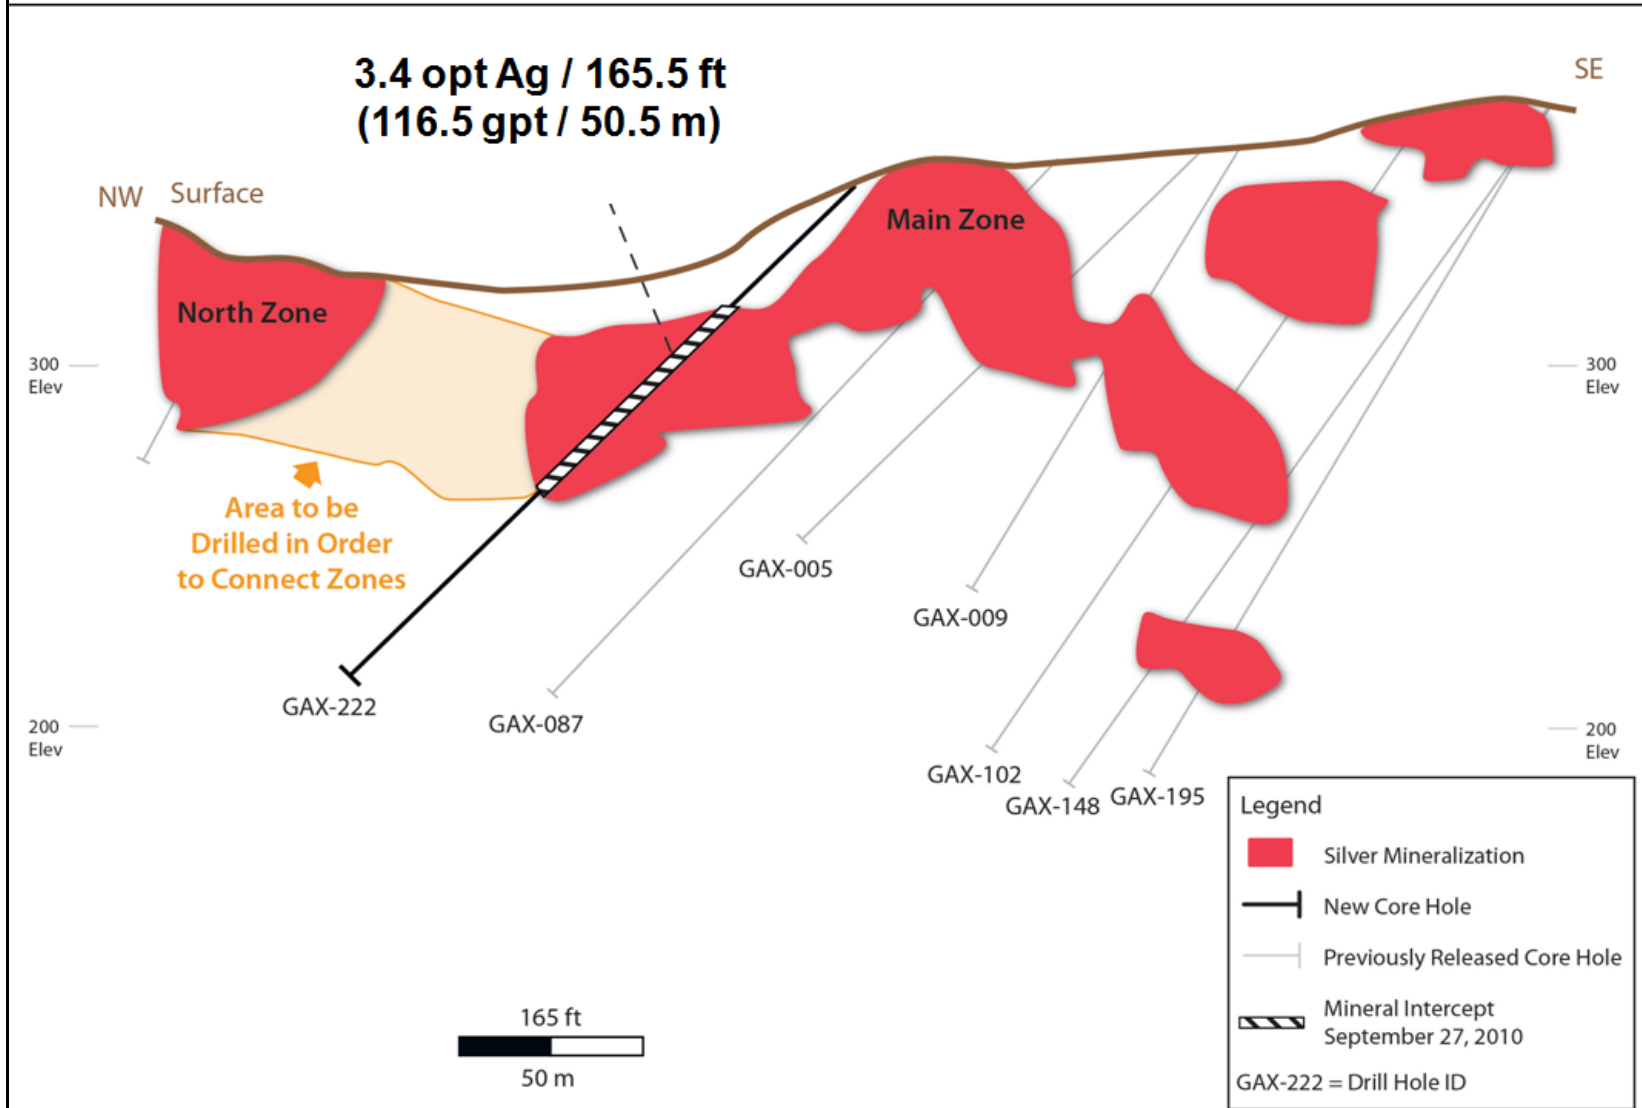 3.4 opt Ag / 165.5 ft
(116.5 gpt / 50.5 m)
SE
NW
Surface
Main Zone
North Zone
300
Elev
300
Elev
Area to be
Drilled in Order
to Connect Zones
GAX-005
GAX-009
GAX-222
GAX-087
200
Elev
200
Elev
GAX-102
GAX-148
GAX-195
Legend
Silver Mineralization
New Core Hole
Previously Released Core Hole
Mineral Intercept
September 27, 2010
GAX-222 = Drill Hole ID
165 ft
50 m